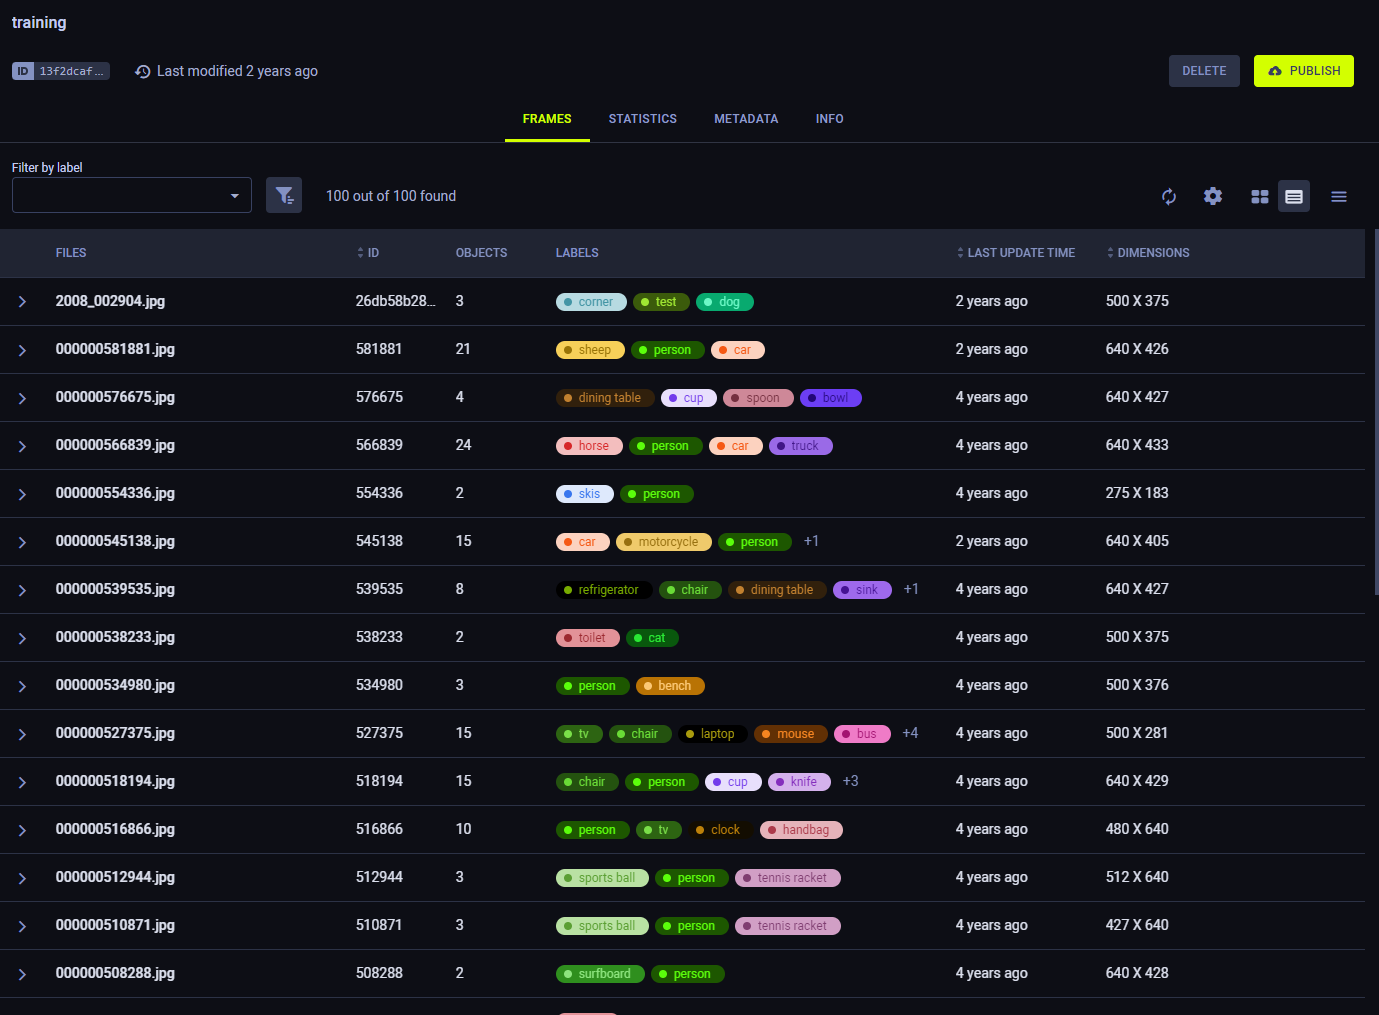 training
ID 13f2dcaf... Last modified 2 years ago DELETE PUBLISH
FRAMES STATISTICS METADATA INFO
Filter by label
100 out of 100 found
FILES ID OBJECTS LABELS LAST UPDATE TIME DIMENSIONS
2008_002904.jpg 26db58b28... 3 corner test dog 2 years ago 500 X 375
000000581881.jpg 581881 21 sheep person car 2 years ago 640 X 426
000000576675.jpg 576675 4 dining table cup spoon bowl 4 years ago 640 X 427
000000566839.jpg 566839 24 horse person car truck 4 years ago 640 X 433
000000554336.jpg 554336 2 skis person 4 years ago 275 X 183
000000545138.jpg 545138 15 car motorcycle person +1 2 years ago 640 X 405
000000539535.jpg 539535 8 refrigerator chair dining table sink +1 4 years ago 640 X 427
000000538233.jpg 538233 2 toilet cat 4 years ago 500 X 375
000000534980.jpg 534980 3 person bench 4 years ago 500 X 376
000000527375.jpg 527375 15 tv chair laptop mouse bus +4 4 years ago 500 X 281
000000518194.jpg 518194 15 chair person cup knife +3 4 years ago 640 X 429
000000516866.jpg 516866 10 person tv clock handbag 4 years ago 480 X 640
000000512944.jpg 512944 3 sports ball person tennis racket 4 years ago 512 X 640
000000510871.jpg 510871 3 sports ball person tennis racket 4 years ago 427 X 640
000000508288.jpg 508288 2 surfboard person 4 years ago 640 X 428